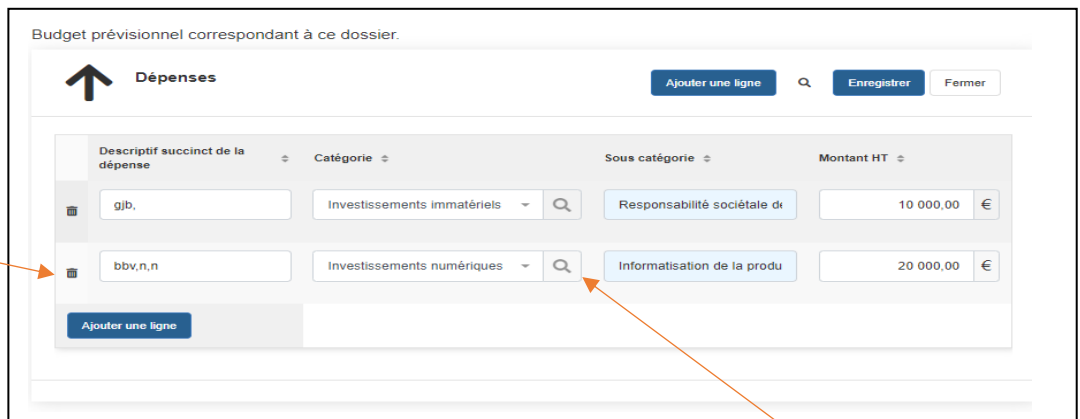 Budget prévisionnel correspondant à ce dossier.
Dépenses
Ajouter une ligne
Enregistrer
Fermer
Descriptif succinct de la dépense
Catégorie
Sous catégorie
Montant HT
gjb,
Investissements immatériels
Responsabilité sociétale de
10 000,00 €
bbv,n,n
Investissements numériques
Informatisation de la produ
20 000,00 €
Ajouter une ligne